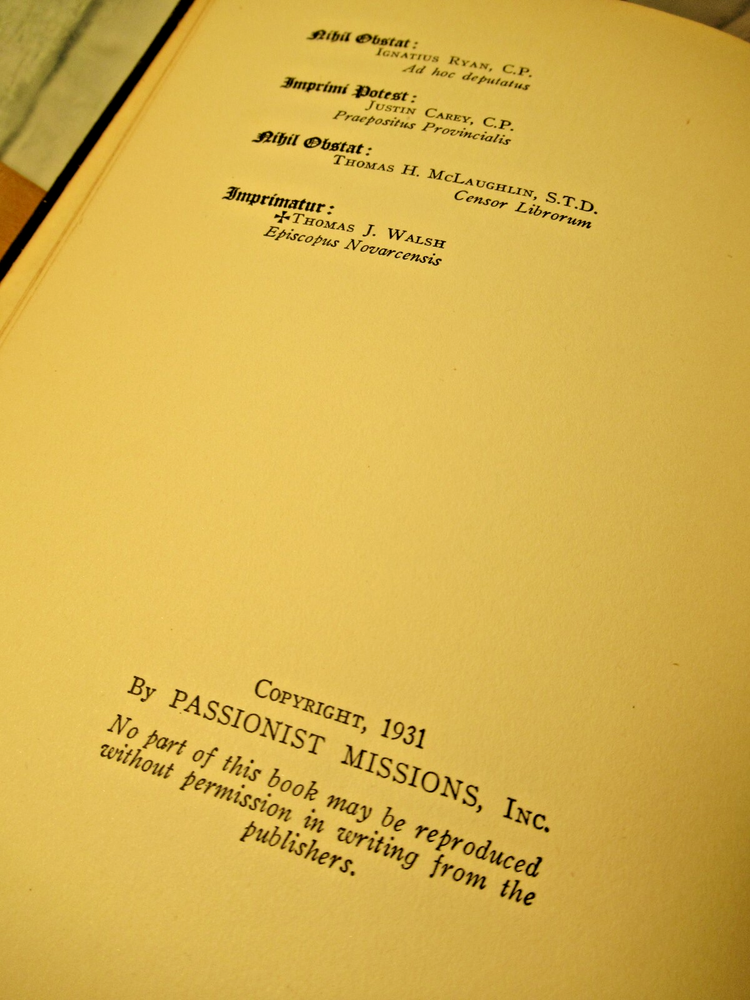 Nihil Obstat:
Ignatius Ryan, C.P.
Ad hoc deputatus
Imprimi Potest:
Justin Carey, C.P.
Praepositus Provincialis
Nihil Obstat:
Thomas H. McLaughlin, S.T.D.
Censor Librorum
Imprimatur:
✠Thomas J. Walsh
Episcopus Novarcensis
Copyright, 1931
By PASSIONIST MISSIONS, Inc.
No part of this book may be reproduced
without permission in writing from the
publishers.